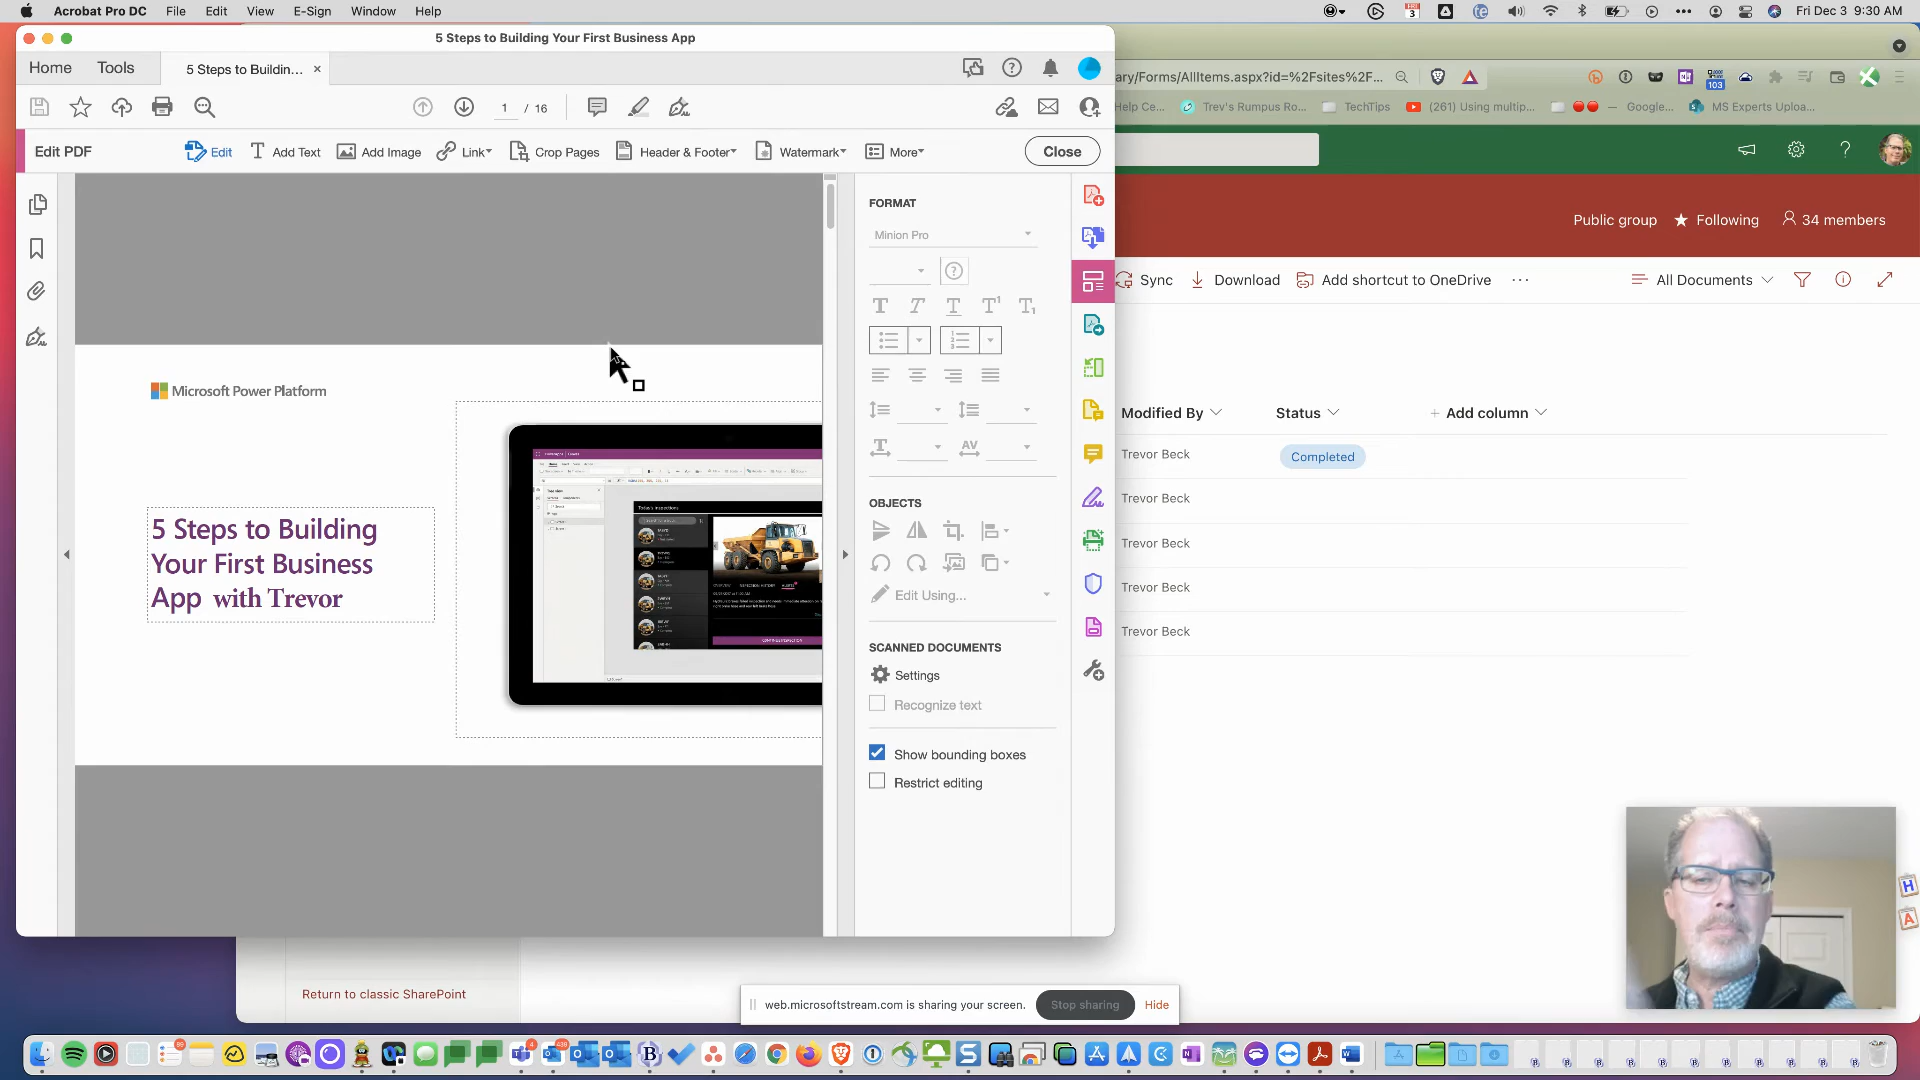 Acrobat Pro DC File Edit View E-Sign Window Help
Fri Dec 3 9:30 AM
5 Steps to Building Your First Business App
Home Tools 5 Steps to Buildin... ×
ary/Forms/AllItems.aspx?id=%2Fsites%2F...
103
1 / 16
Help Ce... Trev's Rumpus Ro... TechTips (261) Using multip... Google... MS Experts Uploa...
Edit PDF Edit Add Text Add Image Link Crop Pages Header & Footer Watermark More Close
FORMAT
Minion Pro
Public group Following 34 members
Sync Download Add shortcut to OneDrive ... All Documents
Microsoft Power Platform
5 Steps to Building
Your First Business
App with Trevor
Modified By Status + Add column
Trevor Beck Completed
Trevor Beck
Trevor Beck
Trevor Beck
Trevor Beck
OBJECTS
Edit Using...
SCANNED DOCUMENTS
Settings
Recognize text
Show bounding boxes
Restrict editing
Today's Inspections
Return to classic SharePoint
web.microsoftstream.com is sharing your screen. Stop sharing Hide
H
A